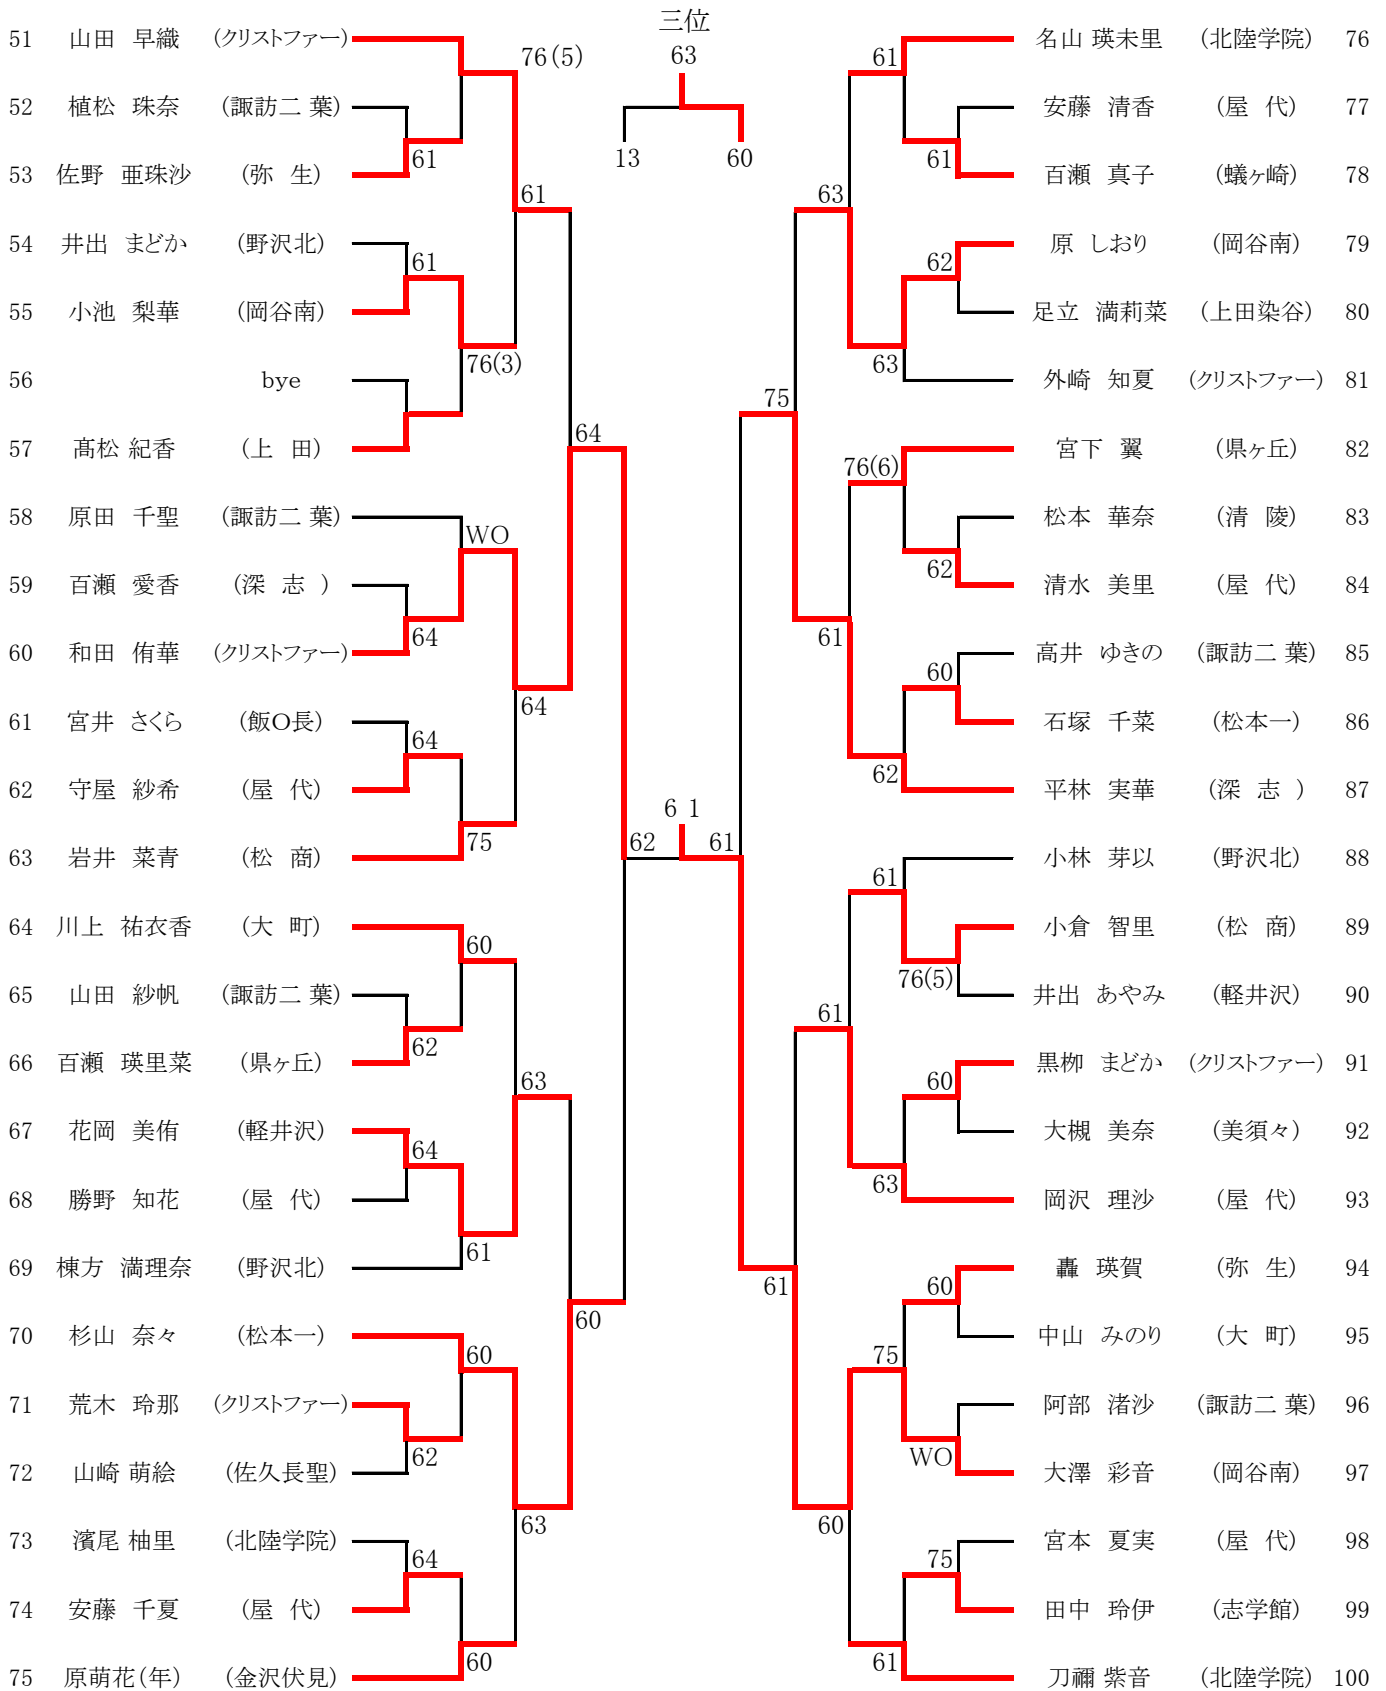 三位
63
13 60
51 山田 早織 (クリストファー)
52 植松 珠奈 (諏訪二葉)
53 佐野 亜珠沙 (弥 生)
54 井出 まどか (野沢北)
55 小池 梨華 (岡谷南)
56 bye
57 髙松 紀香 (上 田)
58 原田 千聖 (諏訪二葉)
59 百瀬 愛香 (深 志 )
60 和田 侑華 (クリストファー)
61 宮井 さくら (飯O長)
62 守屋 紗希 (屋 代)
63 岩井 菜青 (松 商)
64 川上 祐衣香 (大 町)
65 山田 紗帆 (諏訪二葉)
66 百瀬 瑛里菜 (県ヶ丘)
67 花岡 美侑 (軽井沢)
68 勝野 知花 (屋 代)
69 棟方 満理奈 (野沢北)
70 杉山 奈々 (松本一)
71 荒木 玲那 (クリストファー)
72 山崎 萌絵 (佐久長聖)
73 濱尾 柚里 (北陸学院)
74 安藤 千夏 (屋 代)
75 原萌花(年) (金沢伏見)
61
61
76(3)
WO
64
64
75
60
62
64
61
60
62
64
60
76(5)
61
64
63
63
64
60
62
6 1
61
75
61
63
61
61
60
61
61
62
63
76(6)
62
60
62
61
76(5)
60
63
60
75
WO
75
61
名山 瑛未里 (北陸学院) 76
安藤 清香 (屋 代) 77
百瀬 真子 (蟻ヶ崎) 78
原 しおり (岡谷南) 79
足立 満莉菜 (上田染谷) 80
外崎 知夏 (クリストファー) 81
宮下 翼 (県ヶ丘) 82
松本 華奈 (清 陵) 83
清水 美里 (屋 代) 84
高井 ゆきの (諏訪二葉) 85
石塚 千菜 (松本一) 86
平林 実華 (深 志 ) 87
小林 芽以 (野沢北) 88
小倉 智里 (松 商) 89
井出 あやみ (軽井沢) 90
黒栁 まどか (クリストファー) 91
大槻 美奈 (美須々) 92
岡沢 理沙 (屋 代) 93
轟 瑛賀 (弥 生) 94
中山 みのり (大 町) 95
阿部 渚沙 (諏訪二葉) 96
大澤 彩音 (岡谷南) 97
宮本 夏実 (屋 代) 98
田中 玲伊 (志学館) 99
刀禰 紫音 (北陸学院) 100